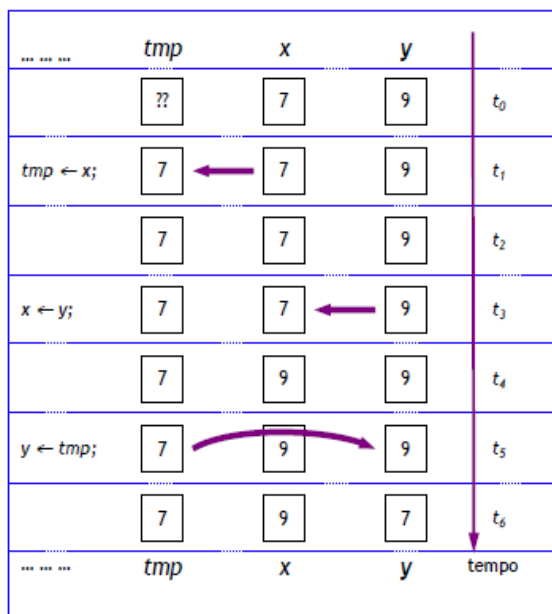 ... ... ... tmp x y
?? 7 9 t₀
tmp ← x; 7 7 9 t₁
7 7 9 t₂
x ← y; 7 7 9 t₃
7 9 9 t₄
y ← tmp; 7 9 9 t₅
7 9 7 t₆
... ... ... tmp x y tempo